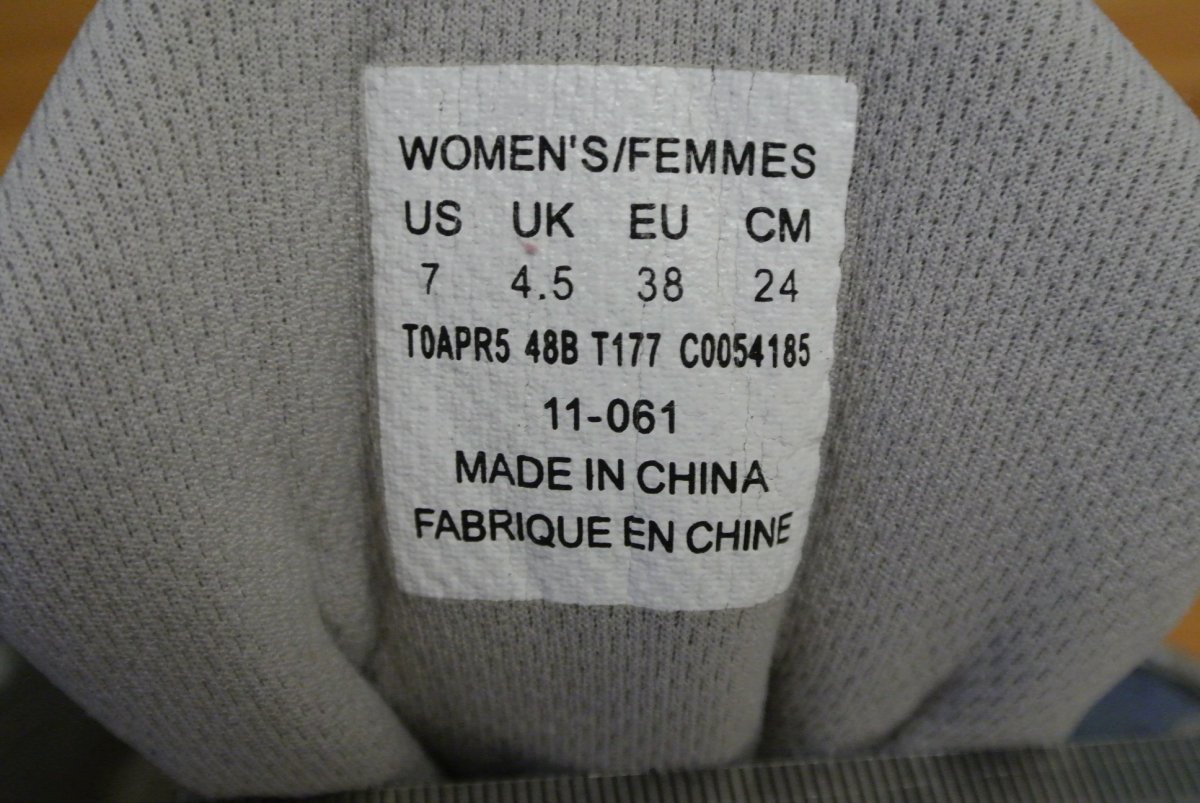 WOMEN'S/FEMMES
US UK EU CM
7 4.5 38 24
T0APR5 48B T177 C0054185
11-061
MADE IN CHINA
FABRIQUE EN CHINE